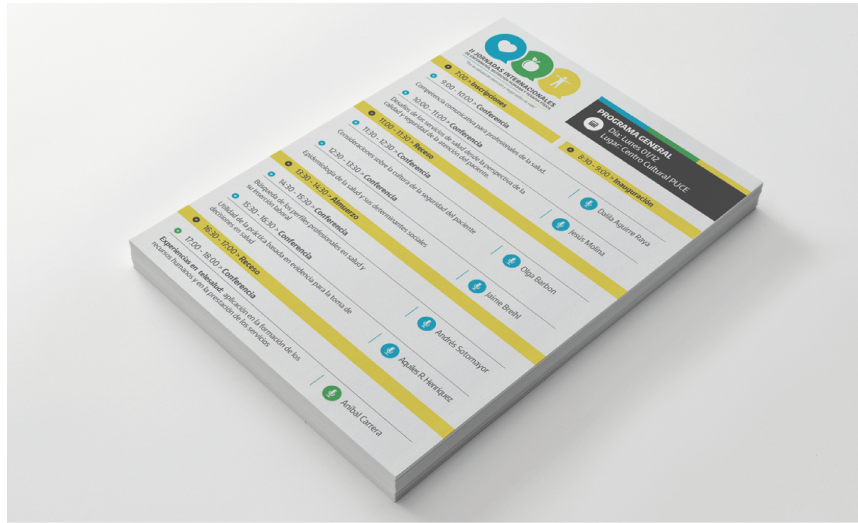 II JORNADAS INTERNACIONALES
DE ENFERMERÍA, NUTRICIÓN HUMANA Y TERAPIA FÍSICA
PROGRAMA GENERAL
Día: Lunes 01/12
Lugar: Centro Cultural PUCE
7:00 > Inscripciones
8:30 - 9:00 > Inauguración
9:00 - 10:00 > Conferencia
Competencia comunicativa para profesionales de la salud.
Dalila Aguirre Raya
10:00 - 11:00 > Conferencia
Desafíos de los servicios de salud desde la perspectiva de la
calidad y seguridad de la atención del paciente.
Jesús Molina
11:00 - 11:30 > Receso
11:30 - 12:30 > Conferencia
Consideraciones sobre la cultura de la seguridad del paciente
Olga Barbon
12:30 - 13:30 > Conferencia
Epidemiología de la salud y sus determinantes sociales
Jaime Breihl
13:30 - 14:30 > Almuerzo
14:30 - 15:30 > Conferencia
Búsqueda de los perfiles profesionales en salud y
su inserción laboral
Andrés Sotomayor
15:30 - 16:30 > Conferencia
Utilidad de la práctica basada en evidencia para la toma de
decisiones en salud
Aquiles R. Henríquez
16:30 - 17:00 > Receso
17:00 - 18:00 > Conferencia
Experiencias en telesalud: aplicación en la formación de los
recursos humanos y en la prestación de los servicios
Aníbal Carrera